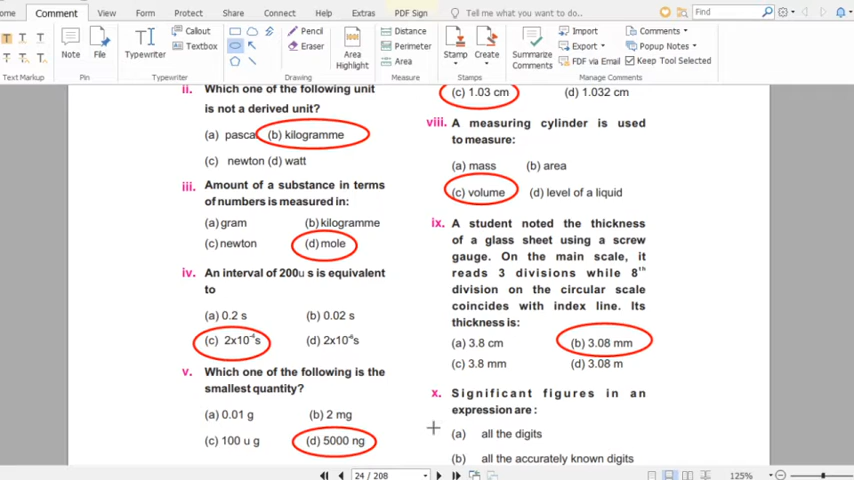 Home
Comment
View
Form
Protect
Share
Connect
Help
Extras
PDF Sign
Tell me what you want to do..
Find
Note
File
Typewriter
Callout
Textbox
Pencil
Eraser
Area
Highlight
Distance
Perimeter
Area
Stamp
Create
Summarize
Comments
Import
Export
FDF via Email
Comments
Popup Notes
Keep Tool Selected
Text Markup
Pin
Typewriter
Drawing
Measure
Manage Comments
ii. Which one of the following unit
is not a derived unit?
(a) pasca (b) kilogramme
(c) newton (d) watt
iii. Amount of a substance in terms
of numbers is measured in:
(a) gram (b) kilogramme
(c) newton (d) mole
iv. An interval of 200u s is equivalent
to
(a) 0.2 s (b) 0.02 s
(c) 2x10⁻⁴s (d) 2x10⁻⁶s
v. Which one of the following is the
smallest quantity?
(a) 0.01 g (b) 2 mg
(c) 100 u g (d) 5000 ng
(c) 1.03 cm (d) 1.032 cm
viii. A measuring cylinder is used
to measure:
(a) mass (b) area
(c) volume (d) level of a liquid
ix. A student noted the thickness
of a glass sheet using a screw
gauge. On the main scale, it
reads 3 divisions while 8th
division on the circular scale
coincides with index line. Its
thickness is:
(a) 3.8 cm (b) 3.08 mm
(c) 3.8 mm (d) 3.08 m
x. Significant figures in an
expression are :
(a) all the digits
(b) all the accurately known digits
24 / 208
125%